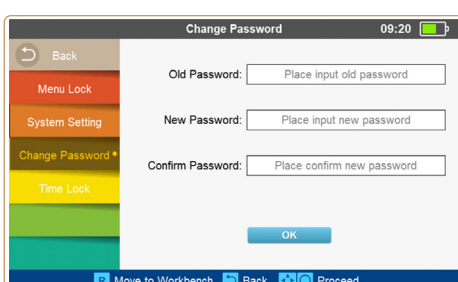 Change Password 09:20
Back
Menu Lock
System Setting
Change Password
Time Lock
Old Password: Place input old password
New Password: Place input new password
Confirm Password: Place confirm new password
OK
R Move to Workbench Back Proceed